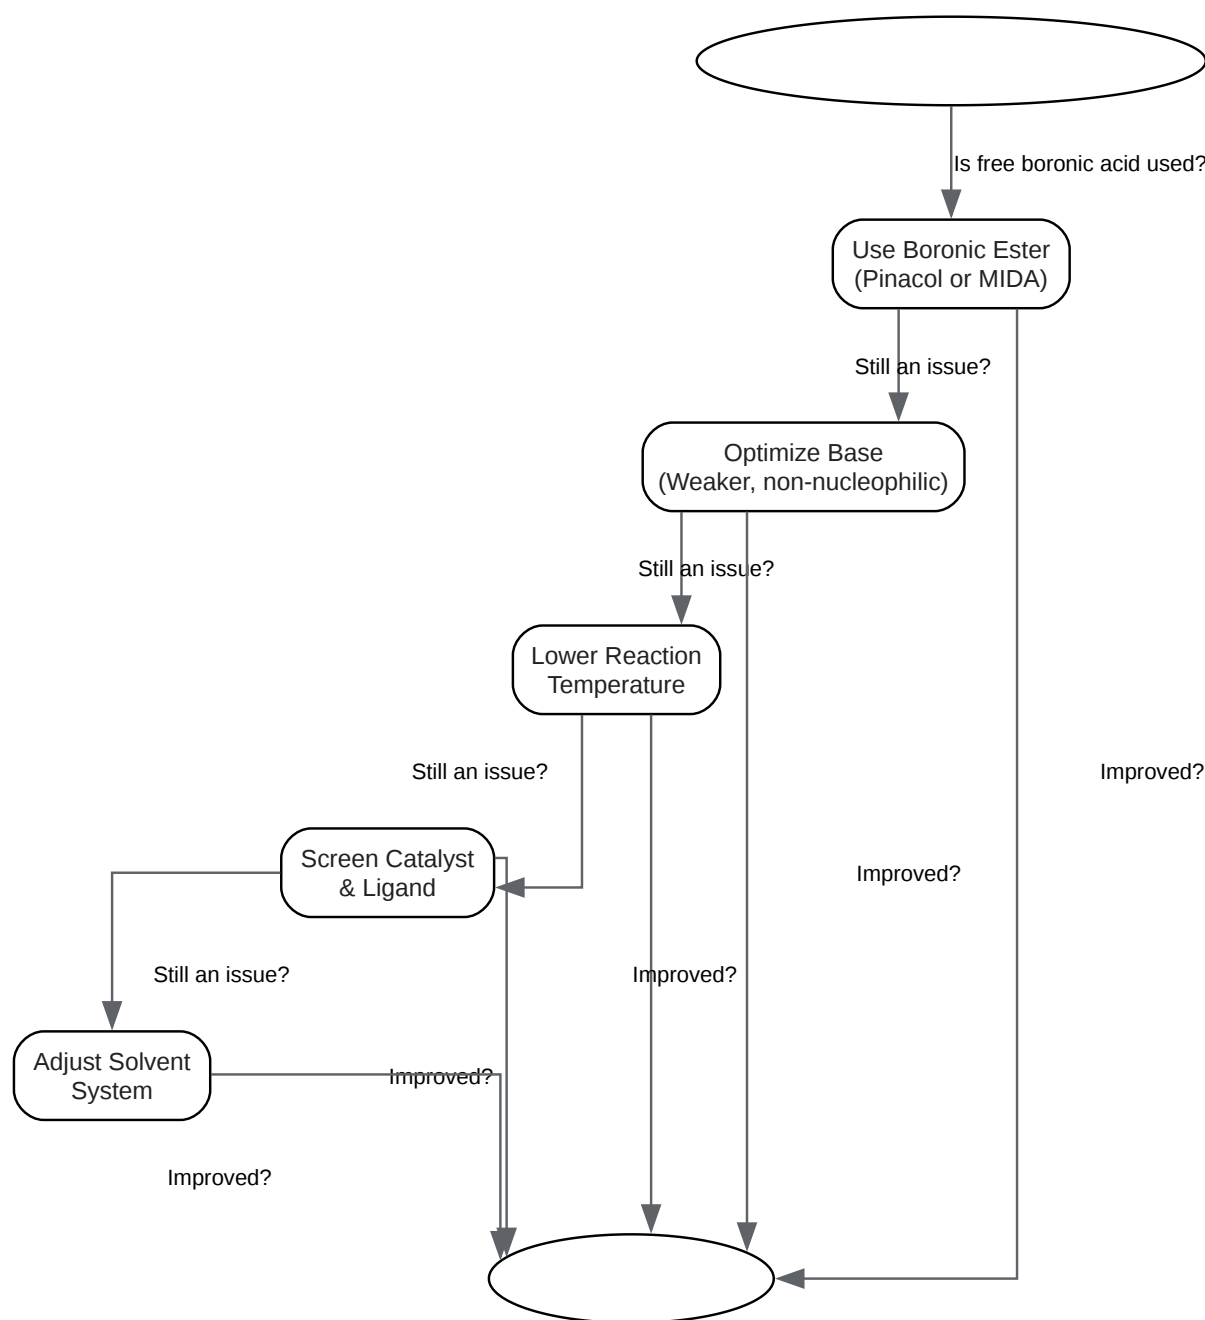 Is free boronic acid used?
Use Boronic Ester
(Pinacol or MIDA)
Still an issue?
Optimize Base
(Weaker, non-nucleophilic)
Still an issue?
Lower Reaction
Temperature
Still an issue?
Improved?
Screen Catalyst
& Ligand
Improved?
Still an issue?
Improved?
Adjust Solvent
System
Improved?
Improved?